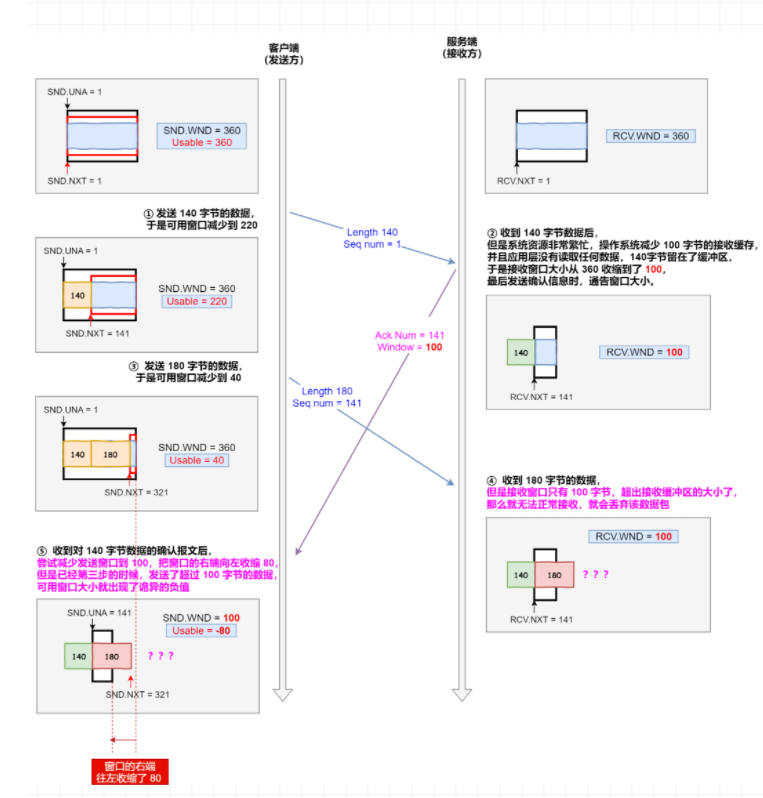 客户端
(发送方)
服务端
(接收方)
SND.UNA = 1
SND.WND = 360
Usable = 360
SND.NXT = 1
RCV.WND = 360
RCV.NXT = 1
① 发送 140 字节的数据，
于是可用窗口减少到 220
Length 140
Seq num = 1
② 收到 140 字节数据后，
但是系统资源非常繁忙，操作系统减少 100 字节的接收缓存，
并且应用层没有读取任何数据，140字节留在了缓冲区，
于是接收窗口大小从 360 收缩到了 100，
最后发送确认信息时，通告窗口大小。
SND.UNA = 1
140
SND.WND = 360
Usable = 220
SND.NXT = 141
Ack Num = 141
Window = 100
140
RCV.WND = 100
RCV.NXT = 141
③ 发送 180 字节的数据，
于是可用窗口减少到 40
Length 180
Seq num = 141
SND.UNA = 1
140
180
SND.WND = 360
Usable = 40
SND.NXT = 321
④ 收到 180 字节的数据，
但是接收窗口只有 100 字节，超出接收缓冲区的大小了，
那么就无法正常接收，就会丢弃该数据包
RCV.WND = 100
140
180
? ? ?
RCV.NXT = 141
⑤ 收到对 140 字节数据的确认报文后，
尝试减少发送窗口到 100，把窗口的右端向左收缩 80，
但是已经第三步的时候，发送了超过 100 字节的数据，
可用窗口大小就出现了诡异的负值
SND.UNA = 141
SND.WND = 100
Usable = -80
140
180
? ? ?
SND.NXT = 321
窗口的右端
往左收缩了 80